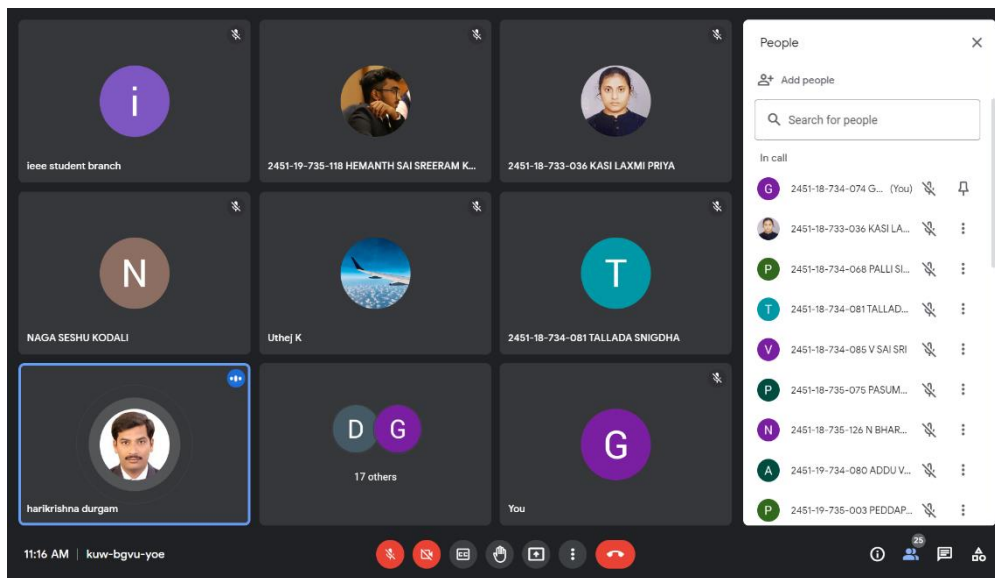 i
ieee student branch
2451-19-735-118 HEMANTH SAI SREERAM K...
2451-18-733-036 KASI LAXMI PRIYA
N
NAGA SESHU KODALI
Uthej K
T
2451-18-734-081 TALLADA SNIGDHA
harikrishna durgam
D G
17 others
G
You
People
Add people
Search for people
In call
G 2451-18-734-074 G... (You)
2451-18-733-036 KASI LA...
P 2451-18-734-068 PALLI SI...
T 2451-18-734-081 TALLAD...
V 2451-18-734-085 V SAI SRI
P 2451-18-735-075 PASUM...
N 2451-18-735-126 N BHAR...
A 2451-19-734-080 ADDU V...
P 2451-19-735-003 PEDDAP...
11:16 AM | kuw-bgvu-yoe
CC
25